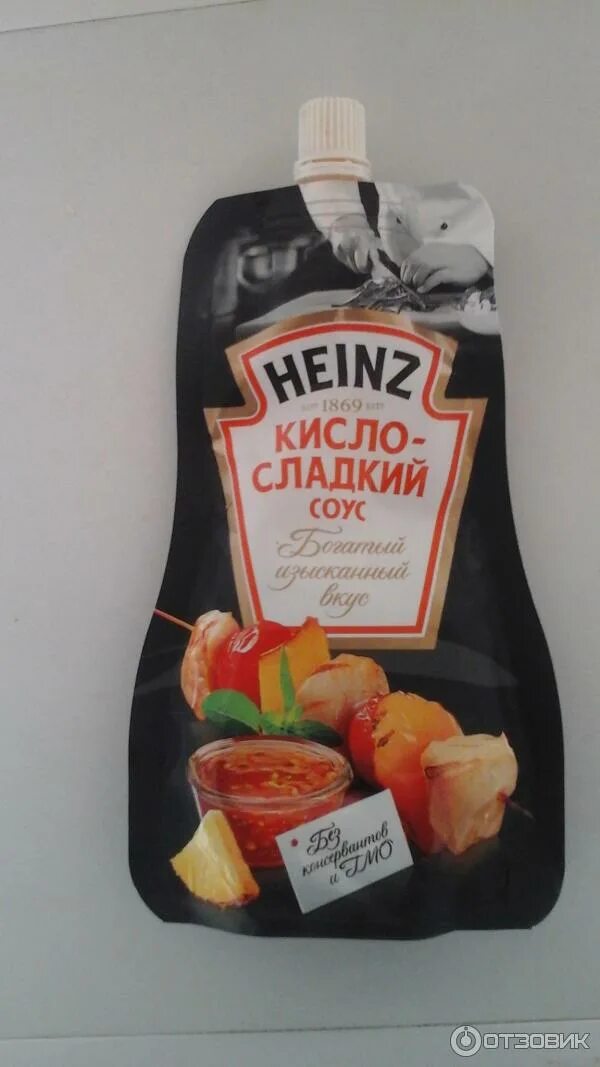 HEINZ
EST 1869 EST
КИСЛО-
СЛАДКИЙ
СОУС
Богатый
изысканный
вкус
Без
консервантов
и ГМО
ОТЗОВИК